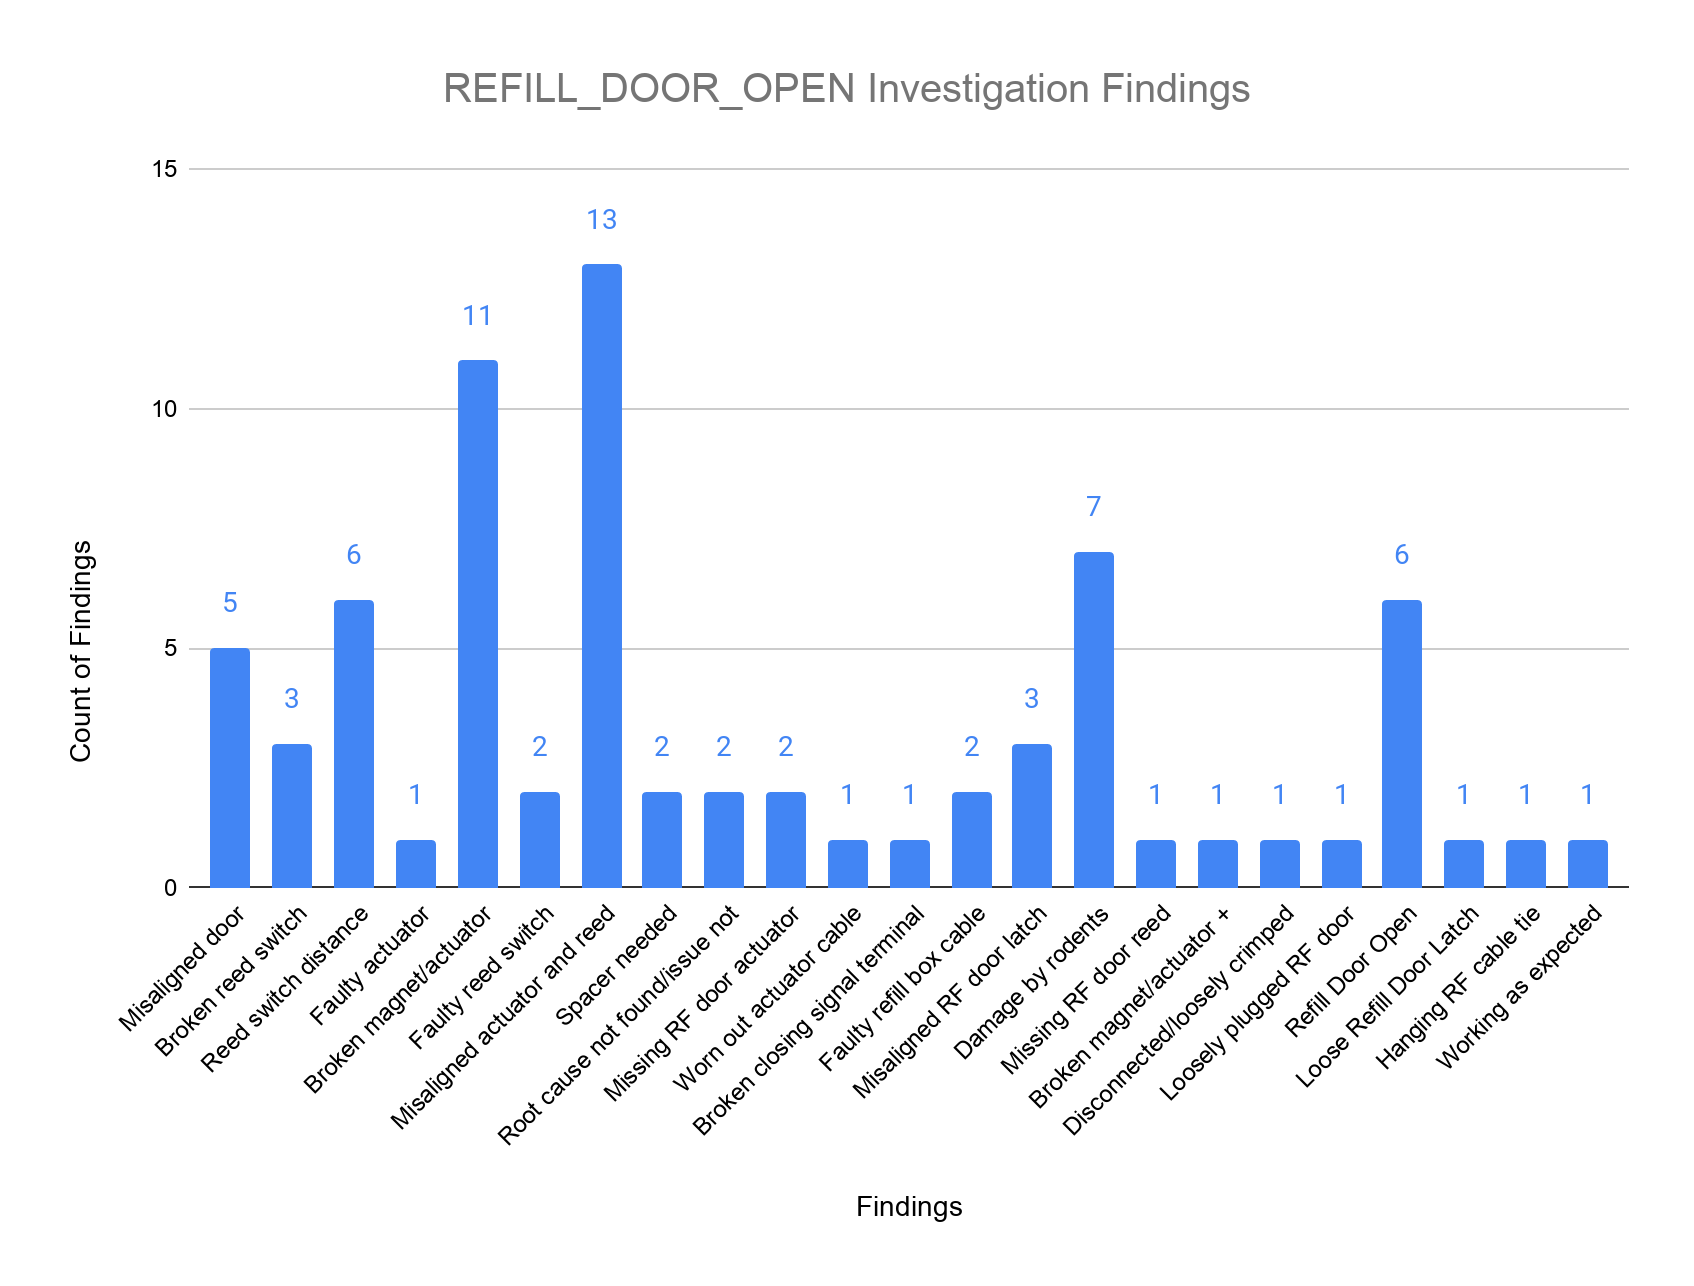 REFILL_DOOR_OPEN Investigation Findings
15
10
5
0
Count of Findings
5
3
6
1
11
2
13
2
2
2
1
1
2
3
7
1
1
1
1
6
1
1
1
Misaligned door
Broken reed switch
Reed switch distance
Faulty actuator
Broken magnet/actuator
Faulty reed switch
Misaligned actuator and reed
Spacer needed
Root cause not found/issue not
Missing RF door actuator
Worn out actuator cable
Broken closing signal terminal
Faulty refill box cable
Misaligned RF door latch
Damage by rodents
Missing RF door reed
Broken magnet/actuator +
Disconnected/loosely crimped
Loosely plugged RF door
Refill Door Open
Loose Refill Door Latch
Hanging RF cable tie
Working as expected
Findings